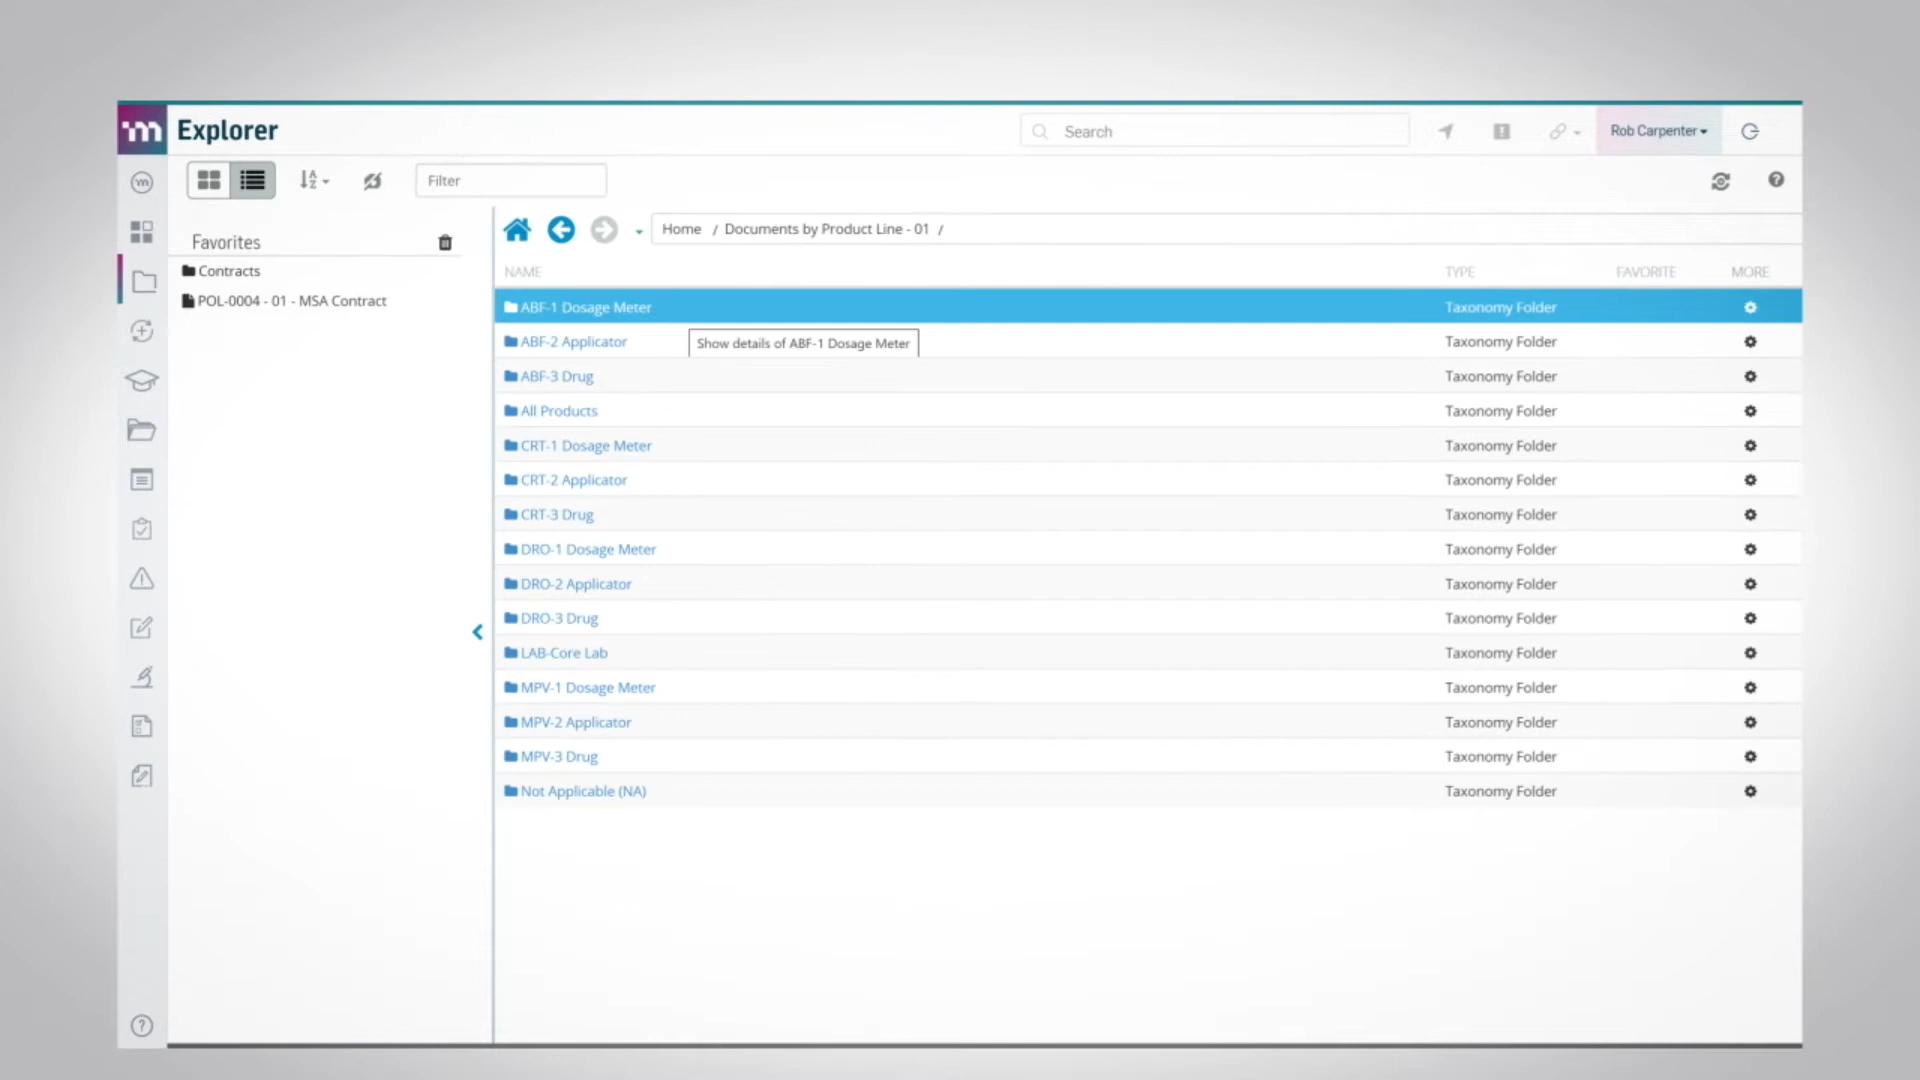 m Explorer
Search
Rob Carpenter
Filter
Favorites
Contracts
POL-0004 - 01 - MSA Contract
Home / Documents by Product Line - 01 /
NAME TYPE FAVORITE MORE
ABF-1 Dosage Meter Taxonomy Folder
Show details of ABF-1 Dosage Meter
ABF-2 Applicator Taxonomy Folder
ABF-3 Drug Taxonomy Folder
All Products Taxonomy Folder
CRT-1 Dosage Meter Taxonomy Folder
CRT-2 Applicator Taxonomy Folder
CRT-3 Drug Taxonomy Folder
DRO-1 Dosage Meter Taxonomy Folder
DRO-2 Applicator Taxonomy Folder
DRO-3 Drug Taxonomy Folder
LAB-Core Lab Taxonomy Folder
MPV-1 Dosage Meter Taxonomy Folder
MPV-2 Applicator Taxonomy Folder
MPV-3 Drug Taxonomy Folder
Not Applicable (NA) Taxonomy Folder